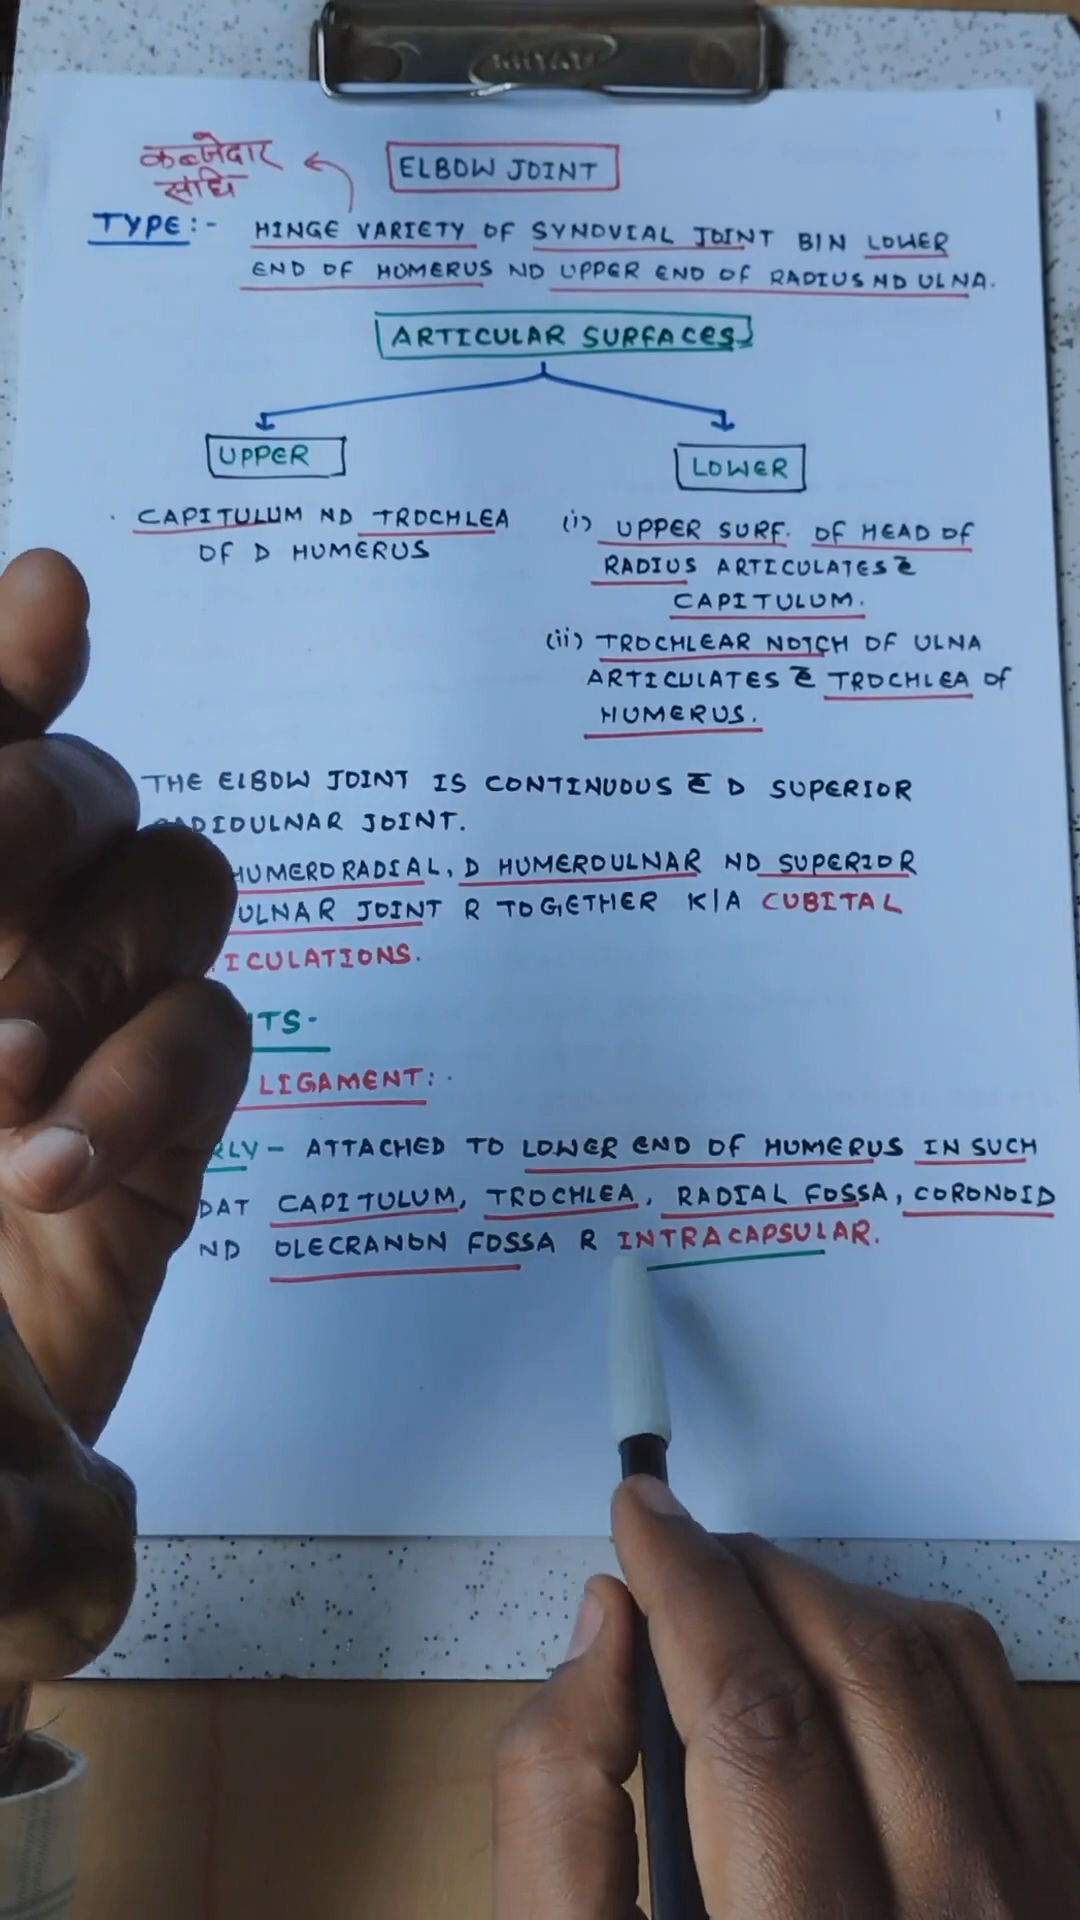 1
कब्जेदार
संधि
ELBOW JOINT
TYPE:- HINGE VARIETY OF SYNOVIAL JOINT BIN LOWER
END OF HUMERUS ND UPPER END OF RADIUS ND ULNA.
ARTICULAR SURFACES
UPPER
CAPITULUM ND TROCHLEA
OF D HUMERUS
LOWER
(i) UPPER SURF. OF HEAD OF
RADIUS ARTICULATES c̄
CAPITULUM.
(ii) TROCHLEAR NOTCH OF ULNA
ARTICULATES c̄ TROCHLEA OF
HUMERUS.
THE ELBOW JOINT IS CONTINUOUS c̄ D SUPERIOR
RADIOULNAR JOINT.
HUMERORADIAL, D HUMEROULNAR ND SUPERIOR
ULNAR JOINT R TOGETHER K/A CUBITAL
ICULATIONS.
TS-
LIGAMENT:
RLY - ATTACHED TO LOWER END OF HUMERUS IN SUCH
DAT CAPITULUM, TROCHLEA, RADIAL FOSSA, CORONOID
ND OLECRANON FOSSA R INTRACAPSULAR.